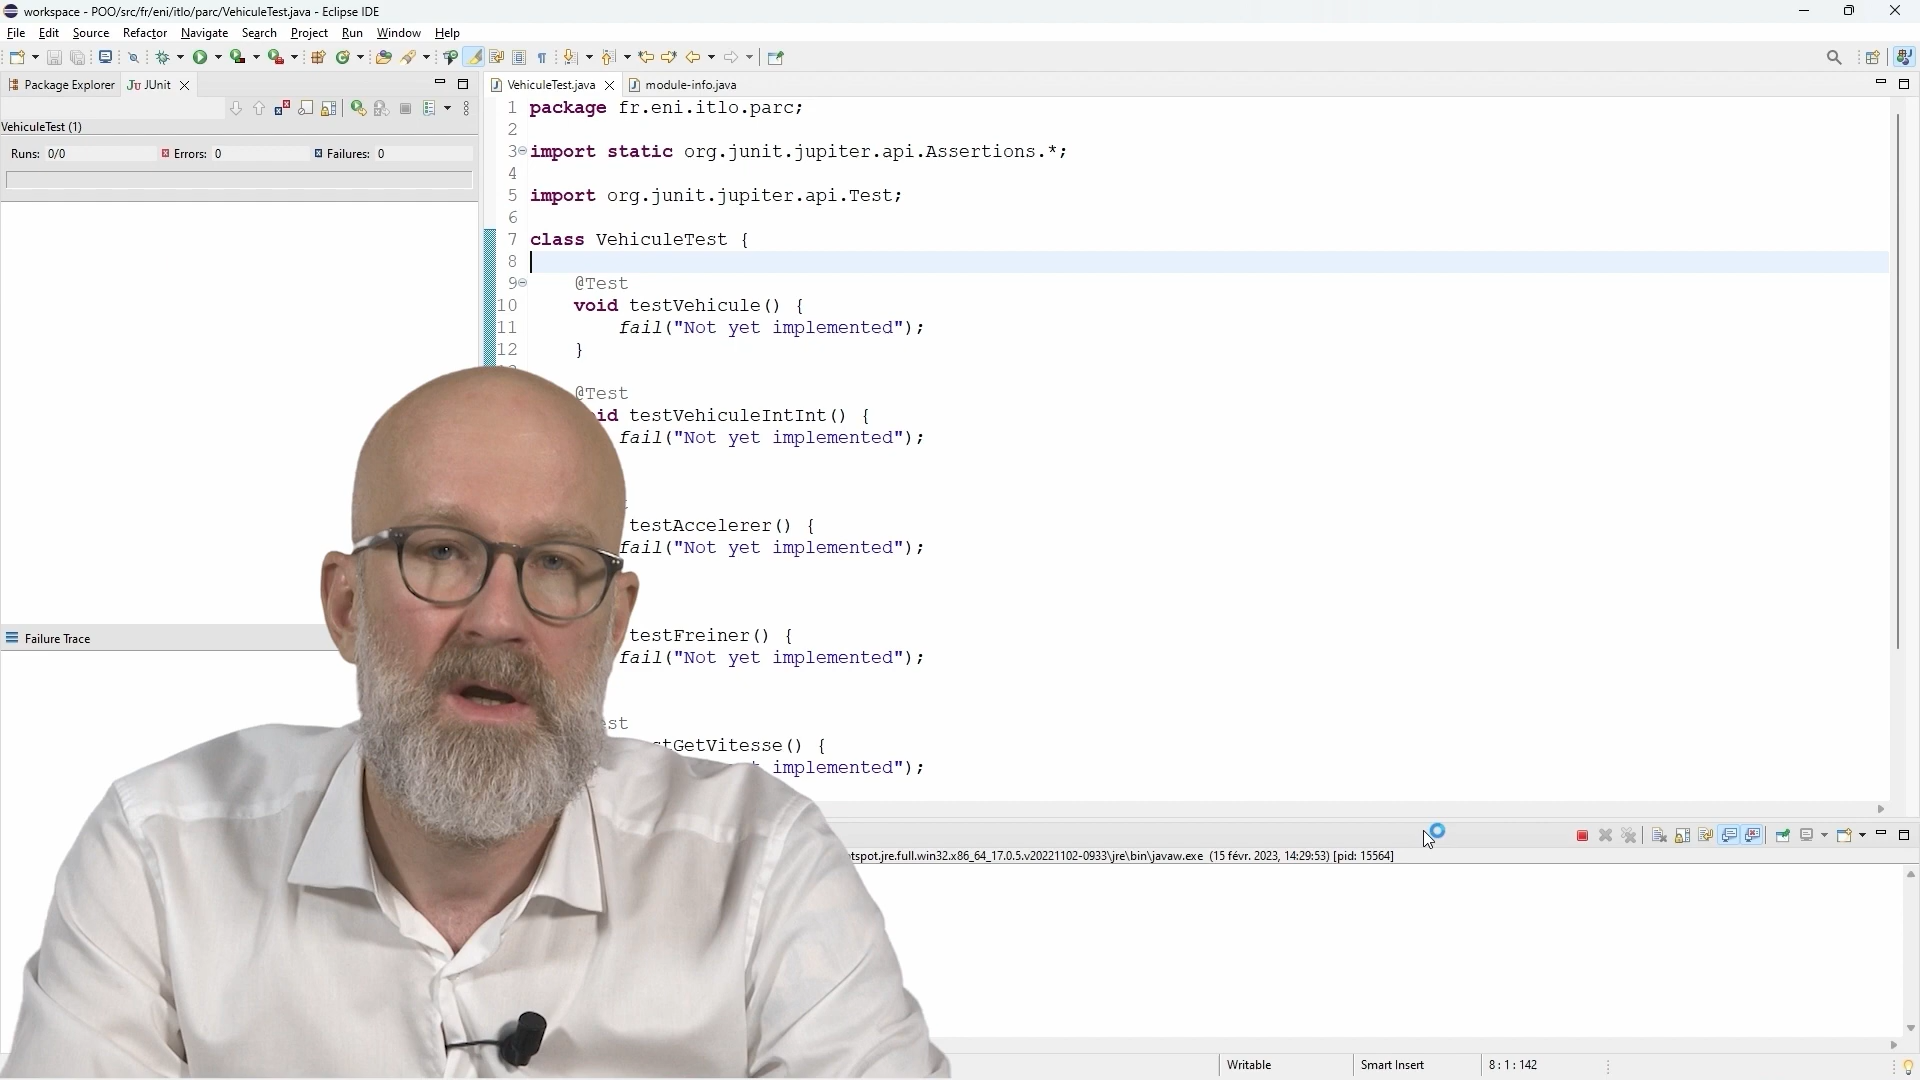 workspace - POO/src/fr/eni/itlo/parc/VehiculeTest.java - Eclipse IDE
File Edit Source Refactor Navigate Search Project Run Window Help
Package Explorer JUnit
VehiculeTest.java module-info.java
VehiculeTest (1)
Runs: 0/0 Errors: 0 Failures: 0
Failure Trace
1 package fr.eni.itlo.parc;
2
3 import static org.junit.jupiter.api.Assertions.*;
4
5 import org.junit.jupiter.api.Test;
6
7 class VehiculeTest {
8
9 @Test
10 void testVehicule() {
11 fail("Not yet implemented");
12 }
@Test
id testVehiculeIntInt() {
fail("Not yet implemented");
testAccelerer() {
fail("Not yet implemented");
testFreiner() {
fail("Not yet implemented");
st
tGetVitesse() {
implemented");
tspot.jre.full.win32.x86_64_17.0.5.v20221102-0933\jre\bin\javaw.exe (15 févr. 2023, 14:29:53) [pid: 15564]
Writable Smart Insert 8 : 1 : 142